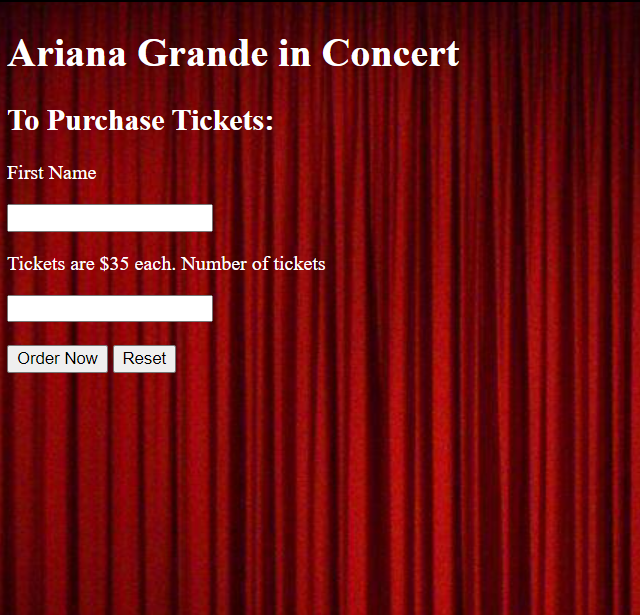 Ariana Grande in Concert
To Purchase Tickets:
First Name
Tickets are $35 each. Number of tickets
Order Now Reset